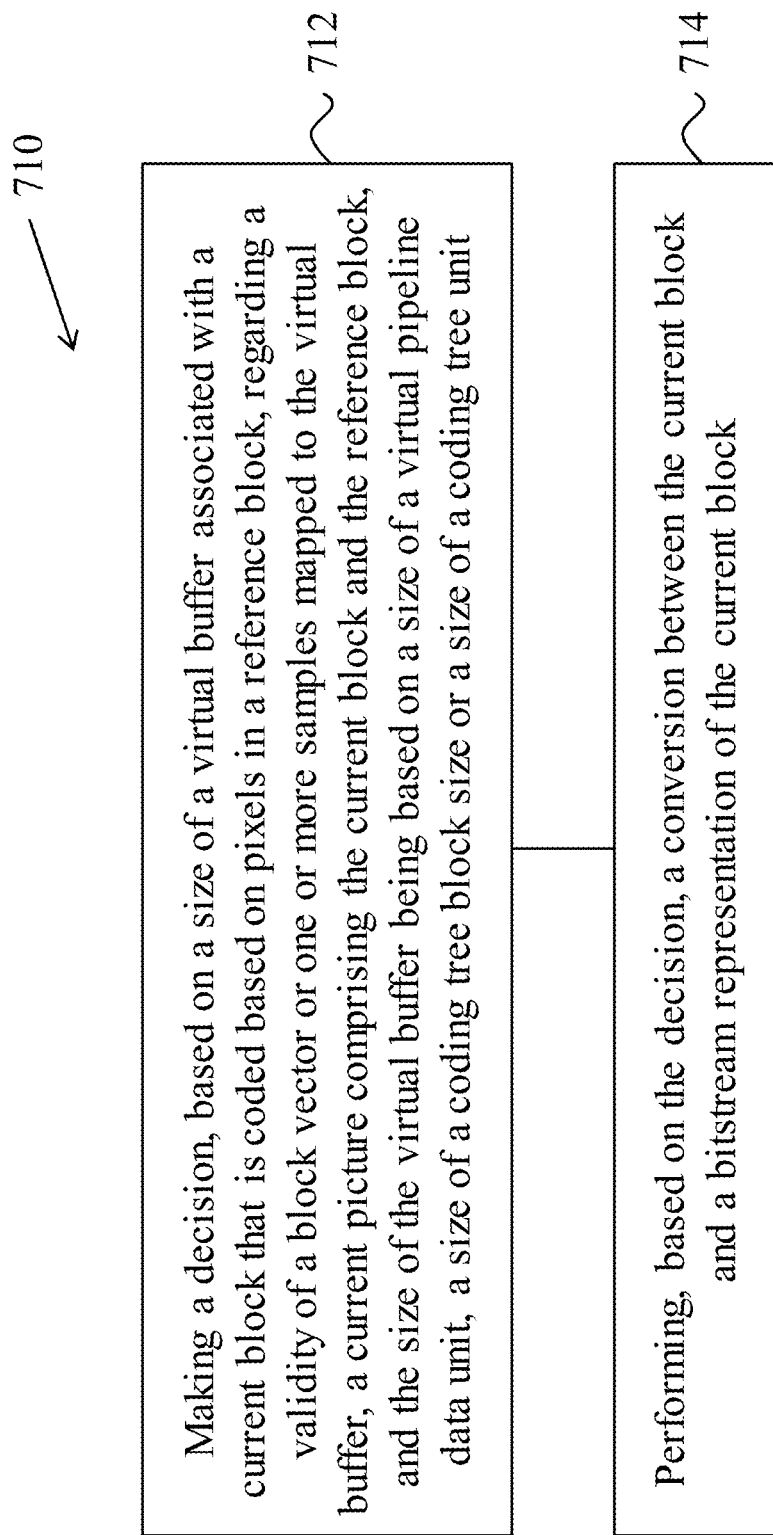 710
Making a decision, based on a size of a virtual buffer associated with a
current block that is coded based on pixels in a reference block, regarding a
validity of a block vector or one or more samples mapped to the virtual
buffer, a current picture comprising the current block and the reference block,
and the size of the virtual buffer being based on a size of a virtual pipeline
data unit, a size of a coding tree block size or a size of a coding tree unit
712
Performing, based on the decision, a conversion between the current block
and a bitstream representation of the current block
714